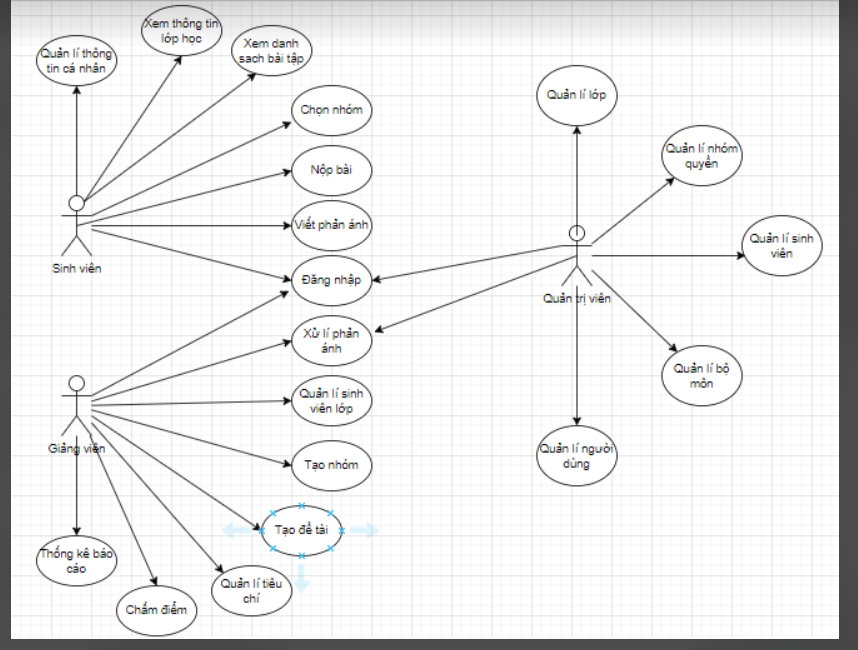 Xem thông tin
lớp học
Quản lí thông
tin cá nhân
Xem danh
sach bài tập
Chọn nhóm
Nộp bài
Viết phản ánh
Sinh viên
Đăng nhập
Xử lí phản
ánh
Quản lí sinh
viên lớp
Giảng viên
Tạo nhóm
Tạo đề tài
Thống kê báo
cáo
Quản lí tiêu
chí
Chấm điểm
Quản lí lớp
Quản lí nhóm
quyền
Quản lí sinh
viên
Quản trị viên
Quản lí bộ
môn
Quản lí người
dùng